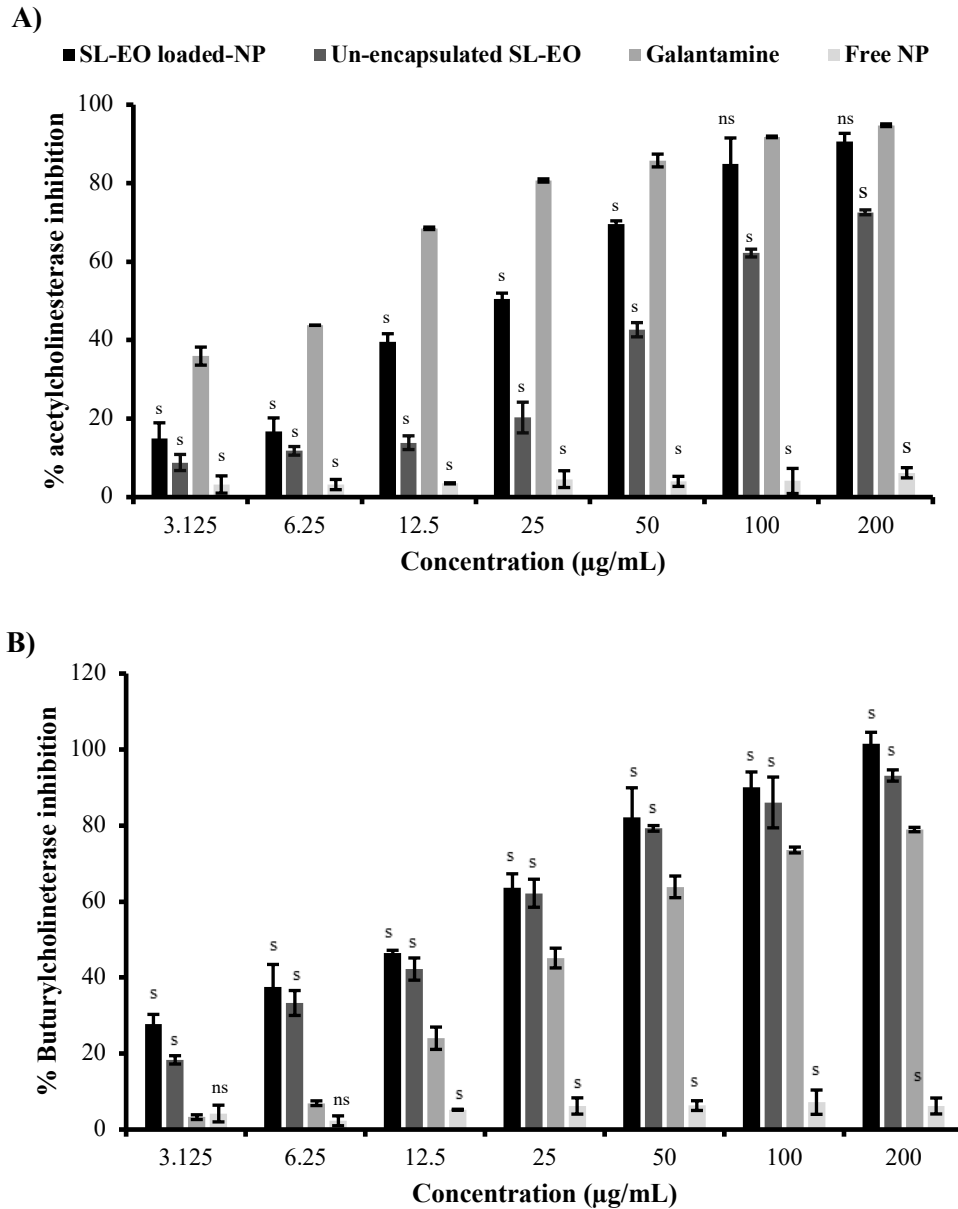 A)
SL-EO loaded-NP Un-encapsulated SL-EO Galantamine Free NP
% acetylcholinesterase inhibition
100
80
60
40
20
0
ns ns
s s
s s
s
s
s s
s s s s s s s
s s s
3.125 6.25 12.5 25 50 100 200
Concentration (µg/mL)
B)
% Buturylcholineterase inhibition
120
100
80
60
40
20
0
s s
s s
s s
s s
s s
s s
s s
ns ns s s s s s
3.125 6.25 12.5 25 50 100 200
Concentration (µg/mL)